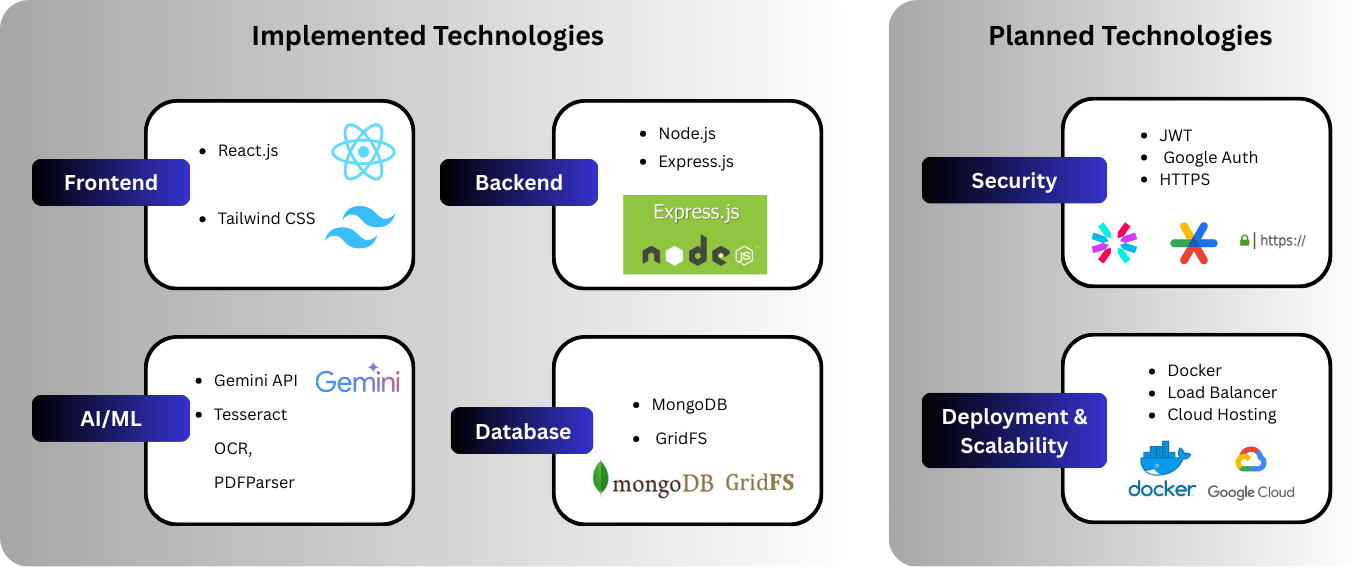 Implemented Technologies
Frontend
React.js
Tailwind CSS
Backend
Node.js
Express.js
Express.js
node
JS
AI/ML
Gemini API
Gemini
Tesseract
OCR,
PDFParser
Database
MongoDB
GridFS
mongoDB
GridFS
Planned Technologies
Security
JWT
Google Auth
HTTPS
https://
Deployment &
Scalability
Docker
Load Balancer
Cloud Hosting
docker
Google Cloud